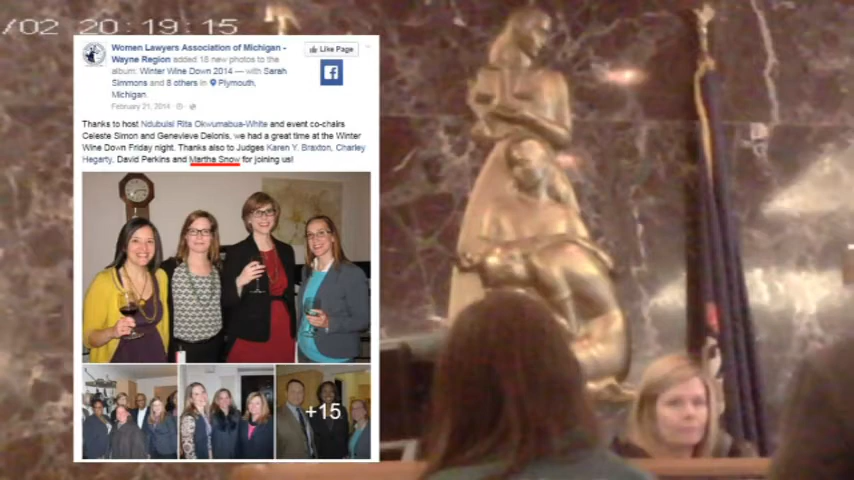 /02 20:19:15
Women Lawyers Association of Michigan -
Wayne Region added 18 new photos to the
album: Winter Wine Down 2014 — with Sarah
Simmons and 8 others in Plymouth,
Michigan.
February 21, 2014
Like Page
Thanks to host Ndubuisi Rita Okwumabua-White and event co-chairs
Celeste Simon and Genevieve Delonis, we had a great time at the Winter
Wine Down Friday night. Thanks also to Judges Karen Y. Braxton, Charley
Hegarty, David Perkins and Martha Snow for joining us!
+15